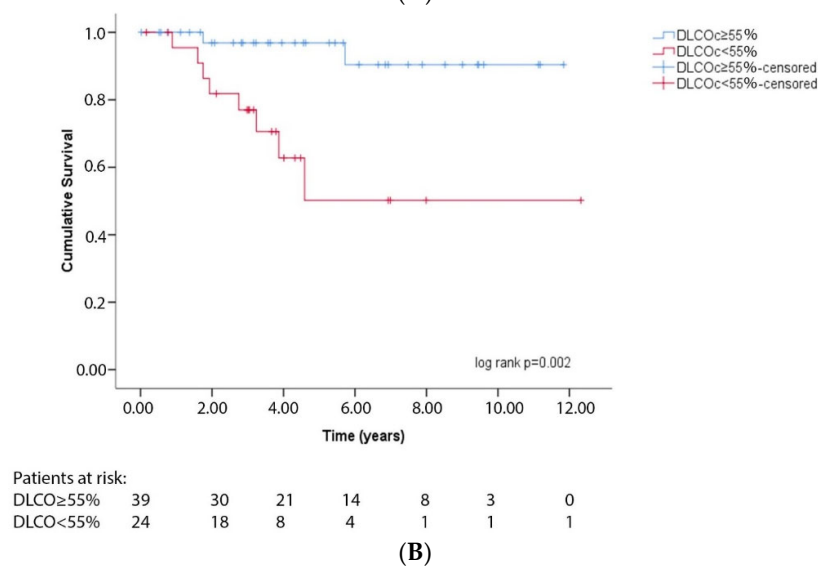 1.0
0.8
0.6
0.4
0.2
0.00
Cumulative Survival
DLCOc≥55%
DLCOc<55%
DLCOc≥55%-censored
DLCOc<55%-censored
log rank p=0.002
0.00 2.00 4.00 6.00 8.00 10.00 12.00
Time (years)
Patients at risk:
DLCO≥55% 39 30 21 14 8 3 0
DLCO<55% 24 18 8 4 1 1 1
(B)